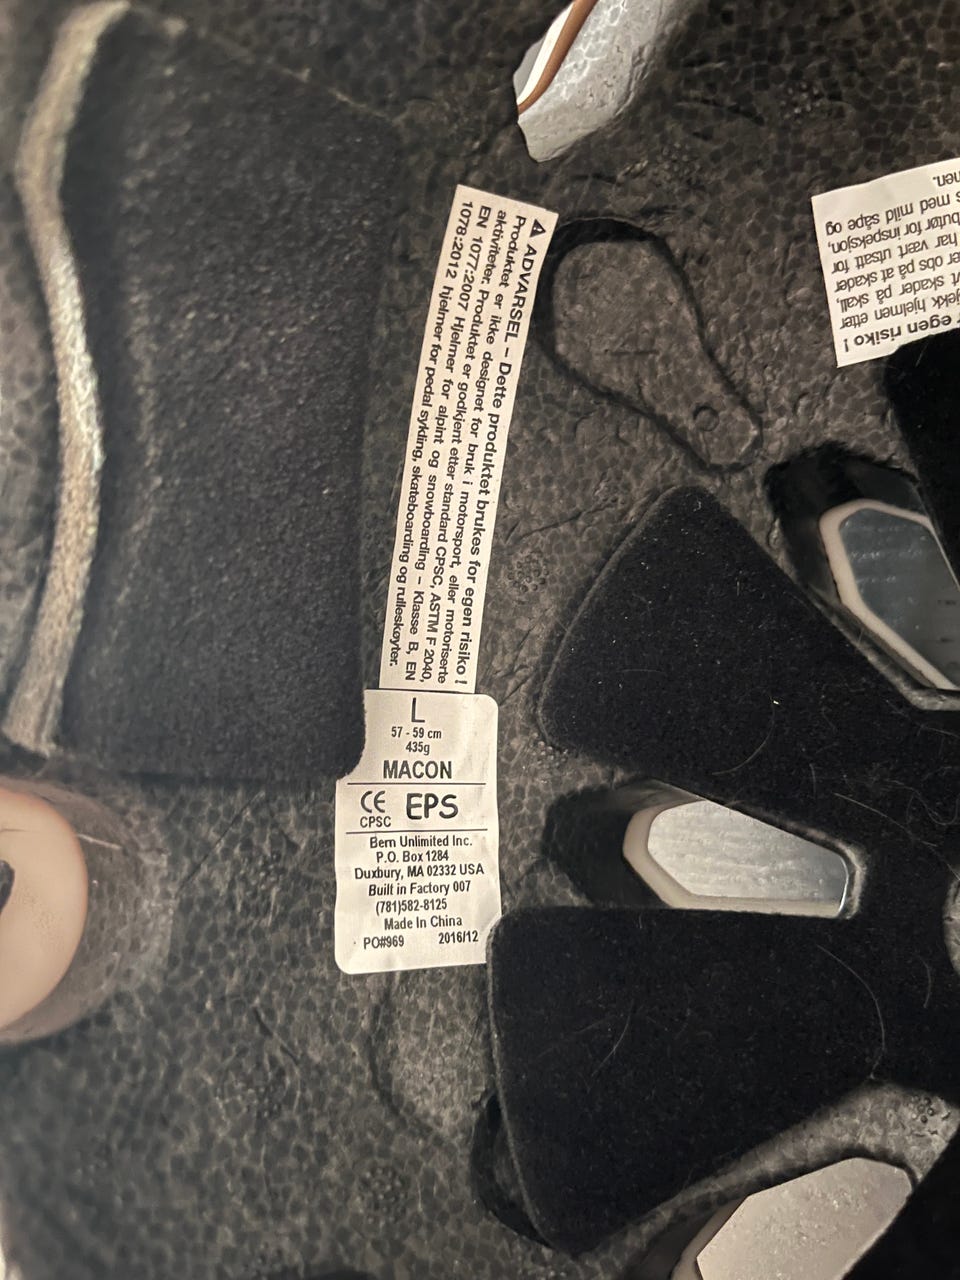 ⚠ ADVARSEL – Dette produktet brukes for egen risiko !
Produktet er ikke designet for bruk i motorsport, eller motoriserte
aktiviteter. Produktet er godkjent etter standard CPSC, ASTM F 2040,
EN 1077:2007 Hjelmer for alpint og snowboarding – Klasse B, EN
1078:2012 hjelmer for pedal sykling, skateboarding og rulleskøyter.
L
57 - 59 cm
435g
MACON
CE EPS
CPSC
Bern Unlimited Inc.
P.O. Box 1284
Duxbury, MA 02332 USA
Built in Factory 007
(781)582-8125
Made In China
PO#969 2016/12
egen risiko !
hjelmen etter
skader på skall,
obs på at skader
har vært utsatt for
for inspeksjon.
med mild såpe og